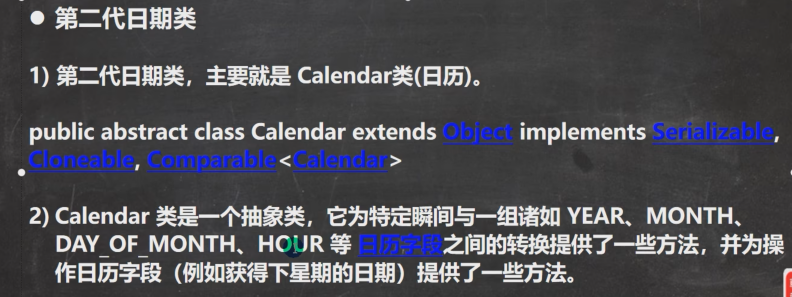 ● 第二代日期类
1) 第二代日期类，主要就是 Calendar类(日历)。
public abstract class Calendar extends Object implements Serializable,
Cloneable, Comparable<Calendar>
2) Calendar 类是一个抽象类，它为特定瞬间与一组诸如 YEAR、MONTH、
DAY_OF_MONTH、HOUR 等 日历字段之间的转换提供了一些方法，并为操
作日历字段（例如获得下星期的日期）提供了一些方法。